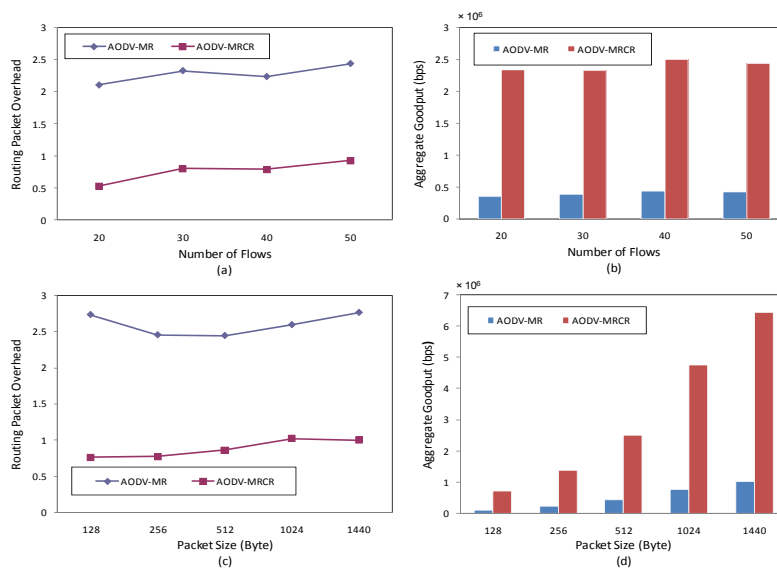 3
2.5
2
1.5
1
0.5
0
Routing Packet Overhead
AODV-MR AODV-MRCR
20 30 40 50
Number of Flows
(a)
× 10⁶
3
2.5
2
1.5
1
0.5
0
Aggregate Goodput (bps)
AODV-MR AODV-MRCR
20 30 40 50
Number of Flows
(b)
3
2.5
2
1.5
1
0.5
0
Routing Packet Overhead
AODV-MR AODV-MRCR
128 256 512 1024 1440
Packet Size (Byte)
(c)
× 10⁶
7
6
5
4
3
2
1
0
Aggregate Goodput (bps)
AODV-MR AODV-MRCR
128 256 512 1024 1440
Packet Size (Byte)
(d)